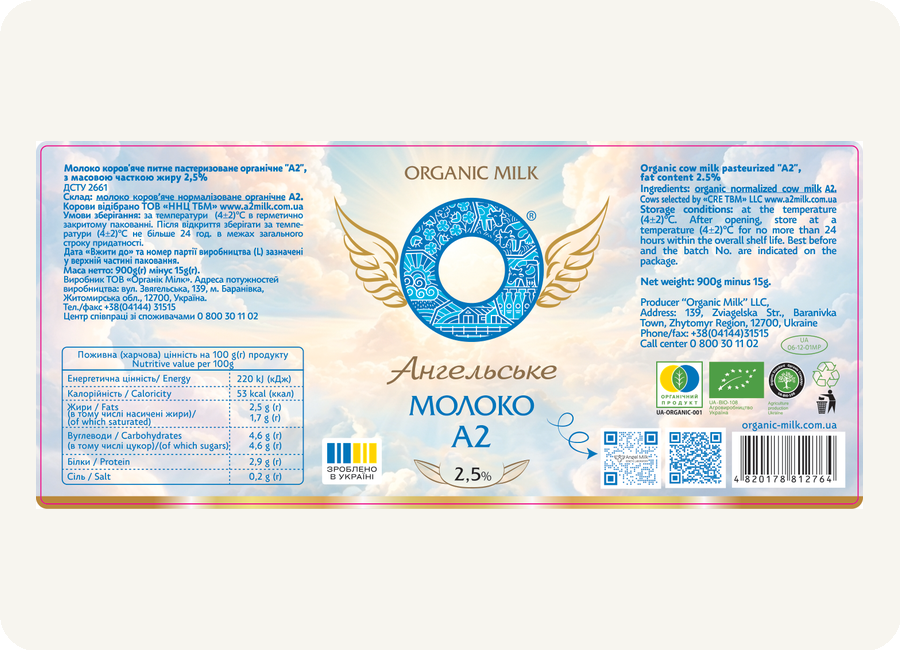 Молоко коров'яче питне пастеризоване органічне "А2",
з масовою часткою жиру 2,5%
ДСТУ 2661
Склад: молоко коров'яче нормалізоване органічне А2.
Корови відібрано ТОВ «ННЦ ТБМ» www.a2milk.com.ua
Умови зберігання: за температури (4±2)°С в герметично
закритому пакованні. Після відкриття зберігати за темпе-
ратури (4±2)°С не більше 24 год. в межах загального
строку придатності.
Дата «Вжити до» та номер партії виробництва (L) зазначені
у верхній частині паковання.
Маса нетто: 900g(г) мінус 15g(г).
Виробник ТОВ «Органік Мілк». Адреса потужностей
виробництва: вул. Звягельська, 139, м. Баранівка,
Житомирська обл., 12700, Україна.
Тел./факс +38(04144) 31515
Центр співпраці зі споживачами 0 800 30 11 02
Поживна (харчова) цінність на 100 g(г) продукту
Nutritive value per 100g
Енергетична цінність/ Energy 220 kJ (кДж)
Калорійність / Caloricity 53 kcal (ккал)
Жири / Fats 2,5 g (г)
(в тому числі насичені жири)/ 1,7 g (г)
(of which saturated)
Вуглеводи / Carbohydrates 4,6 g (г)
(в тому числі цукор)/(of which sugars) 4,6 g (г)
Білки / Protein 2,9 g (г)
Сіль / Salt 0,2 g (г)
ЗРОБЛЕНО
В УКРАЇНІ
ORGANIC MILK
®
Ангельське
МОЛОКО
А2
2,5%
Organic cow milk pasteurized "A2",
fat content 2.5%
Ingredients: organic normalized cow milk A2.
Cows selected by «CRE TBM» LLC www.a2milk.com.ua
Storage conditions: at the temperature
(4±2)°C. After opening, store at a
temperature (4±2)°C for no more than 24
hours within the overall shelf life. Best before
and the batch No. are indicated on the
package.
Net weight: 900g minus 15g.
Producer “Organic Milk” LLC,
Address: 139, Zviagelska Str., Baranivka
Town, Zhytomyr Region, 12700, Ukraine
Phone/fax: +38(04144)31515
Call center 0 800 30 11 02
UA
06-12-01MP
ОРГАНІЧНИЙ
ПРОДУКТ
UA-ORGANIC-001
UA-BIO-108
Агровиробництво
Україна
Agriculture
production
Ukraine
organic-milk.com.ua
Angel Milk
4 820178 812764